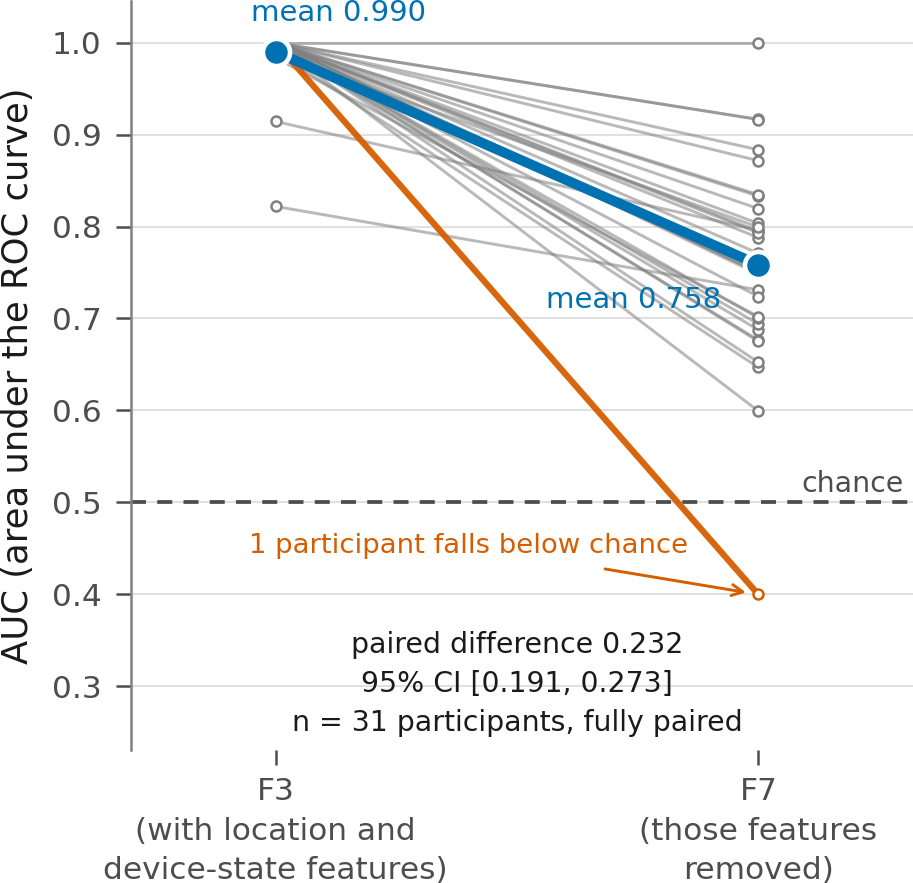 mean 0.990
1.0
0.9
0.8
0.7
0.6
0.5
0.4
0.3
AUC (area under the ROC curve)
mean 0.758
chance
1 participant falls below chance
paired difference 0.232
95% CI [0.191, 0.273]
n = 31 participants, fully paired
F3
(with location and
device-state features)
F7
(those features
removed)